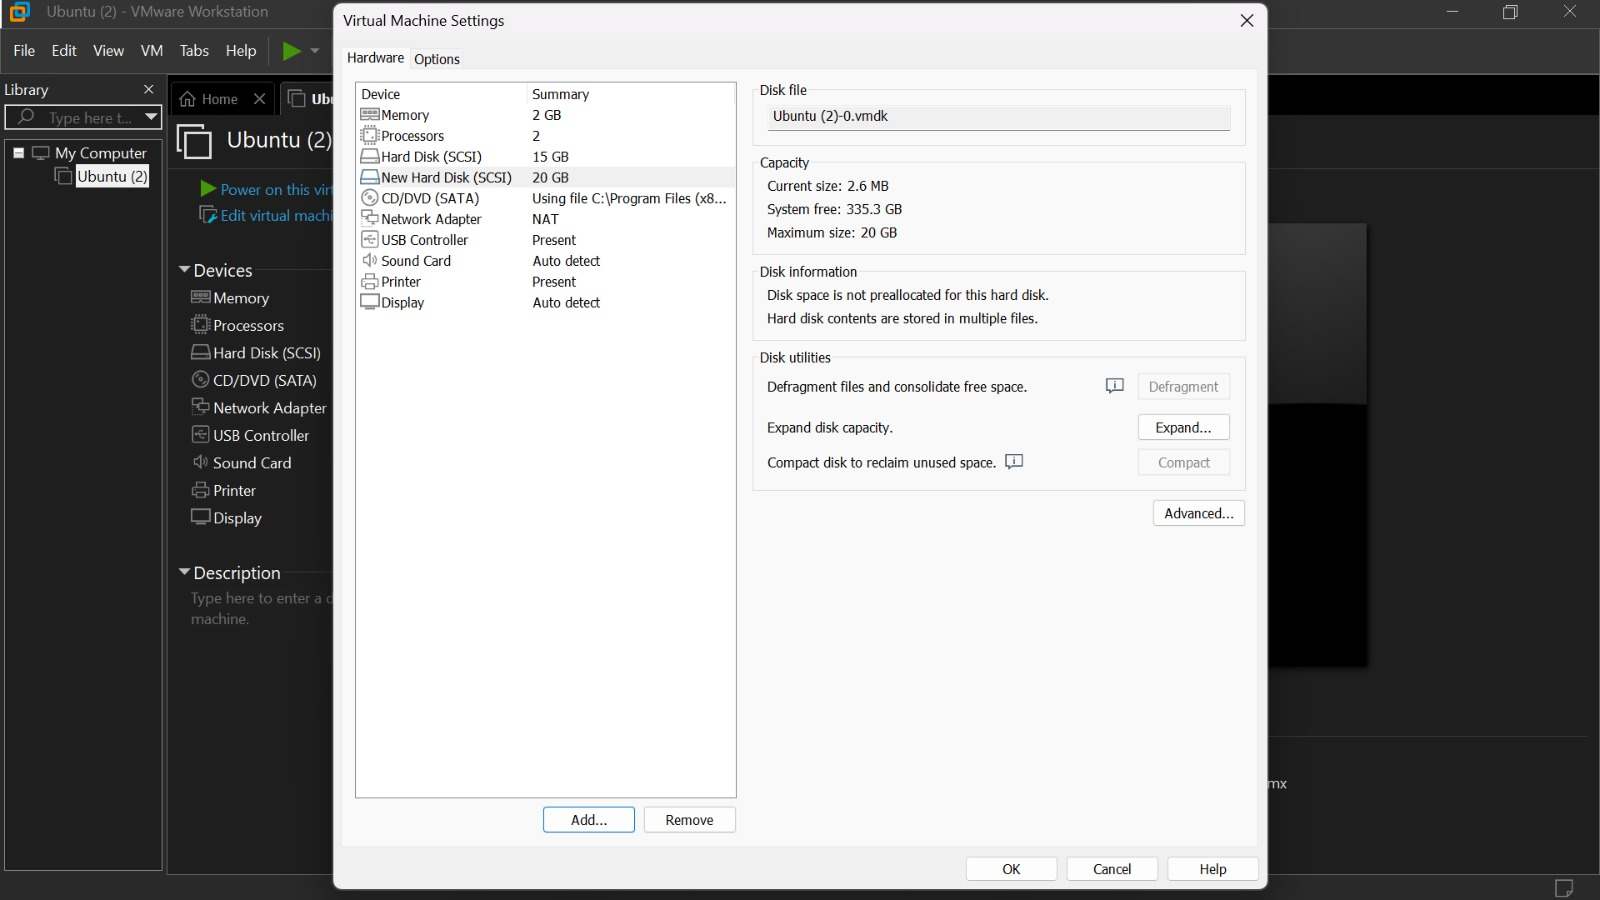 Ubuntu (2) - VMware Workstation
File Edit View VM Tabs Help
Library
Type here t...
My Computer
Ubuntu (2)
Home
Ubuntu (2)
Power on this
Edit virtual
Devices
Memory
Processors
Hard Disk (SCSI)
CD/DVD (SATA)
Network Adapter
USB Controller
Sound Card
Printer
Display
Description
Type here to enter a
machine.
Virtual Machine Settings
Hardware Options
Device Summary
Memory 2 GB
Processors 2
Hard Disk (SCSI) 15 GB
New Hard Disk (SCSI) 20 GB
CD/DVD (SATA) Using file C:\Program Files (x8...
Network Adapter NAT
USB Controller Present
Sound Card Auto detect
Printer Present
Display Auto detect
Add... Remove
Disk file
Ubuntu (2)-0.vmdk
Capacity
Current size: 2.6 MB
System free: 335.3 GB
Maximum size: 20 GB
Disk information
Disk space is not preallocated for this hard disk.
Hard disk contents are stored in multiple files.
Disk utilities
Defragment files and consolidate free space. Defragment
Expand disk capacity. Expand...
Compact disk to reclaim unused space. Compact
Advanced...
OK Cancel Help
mx